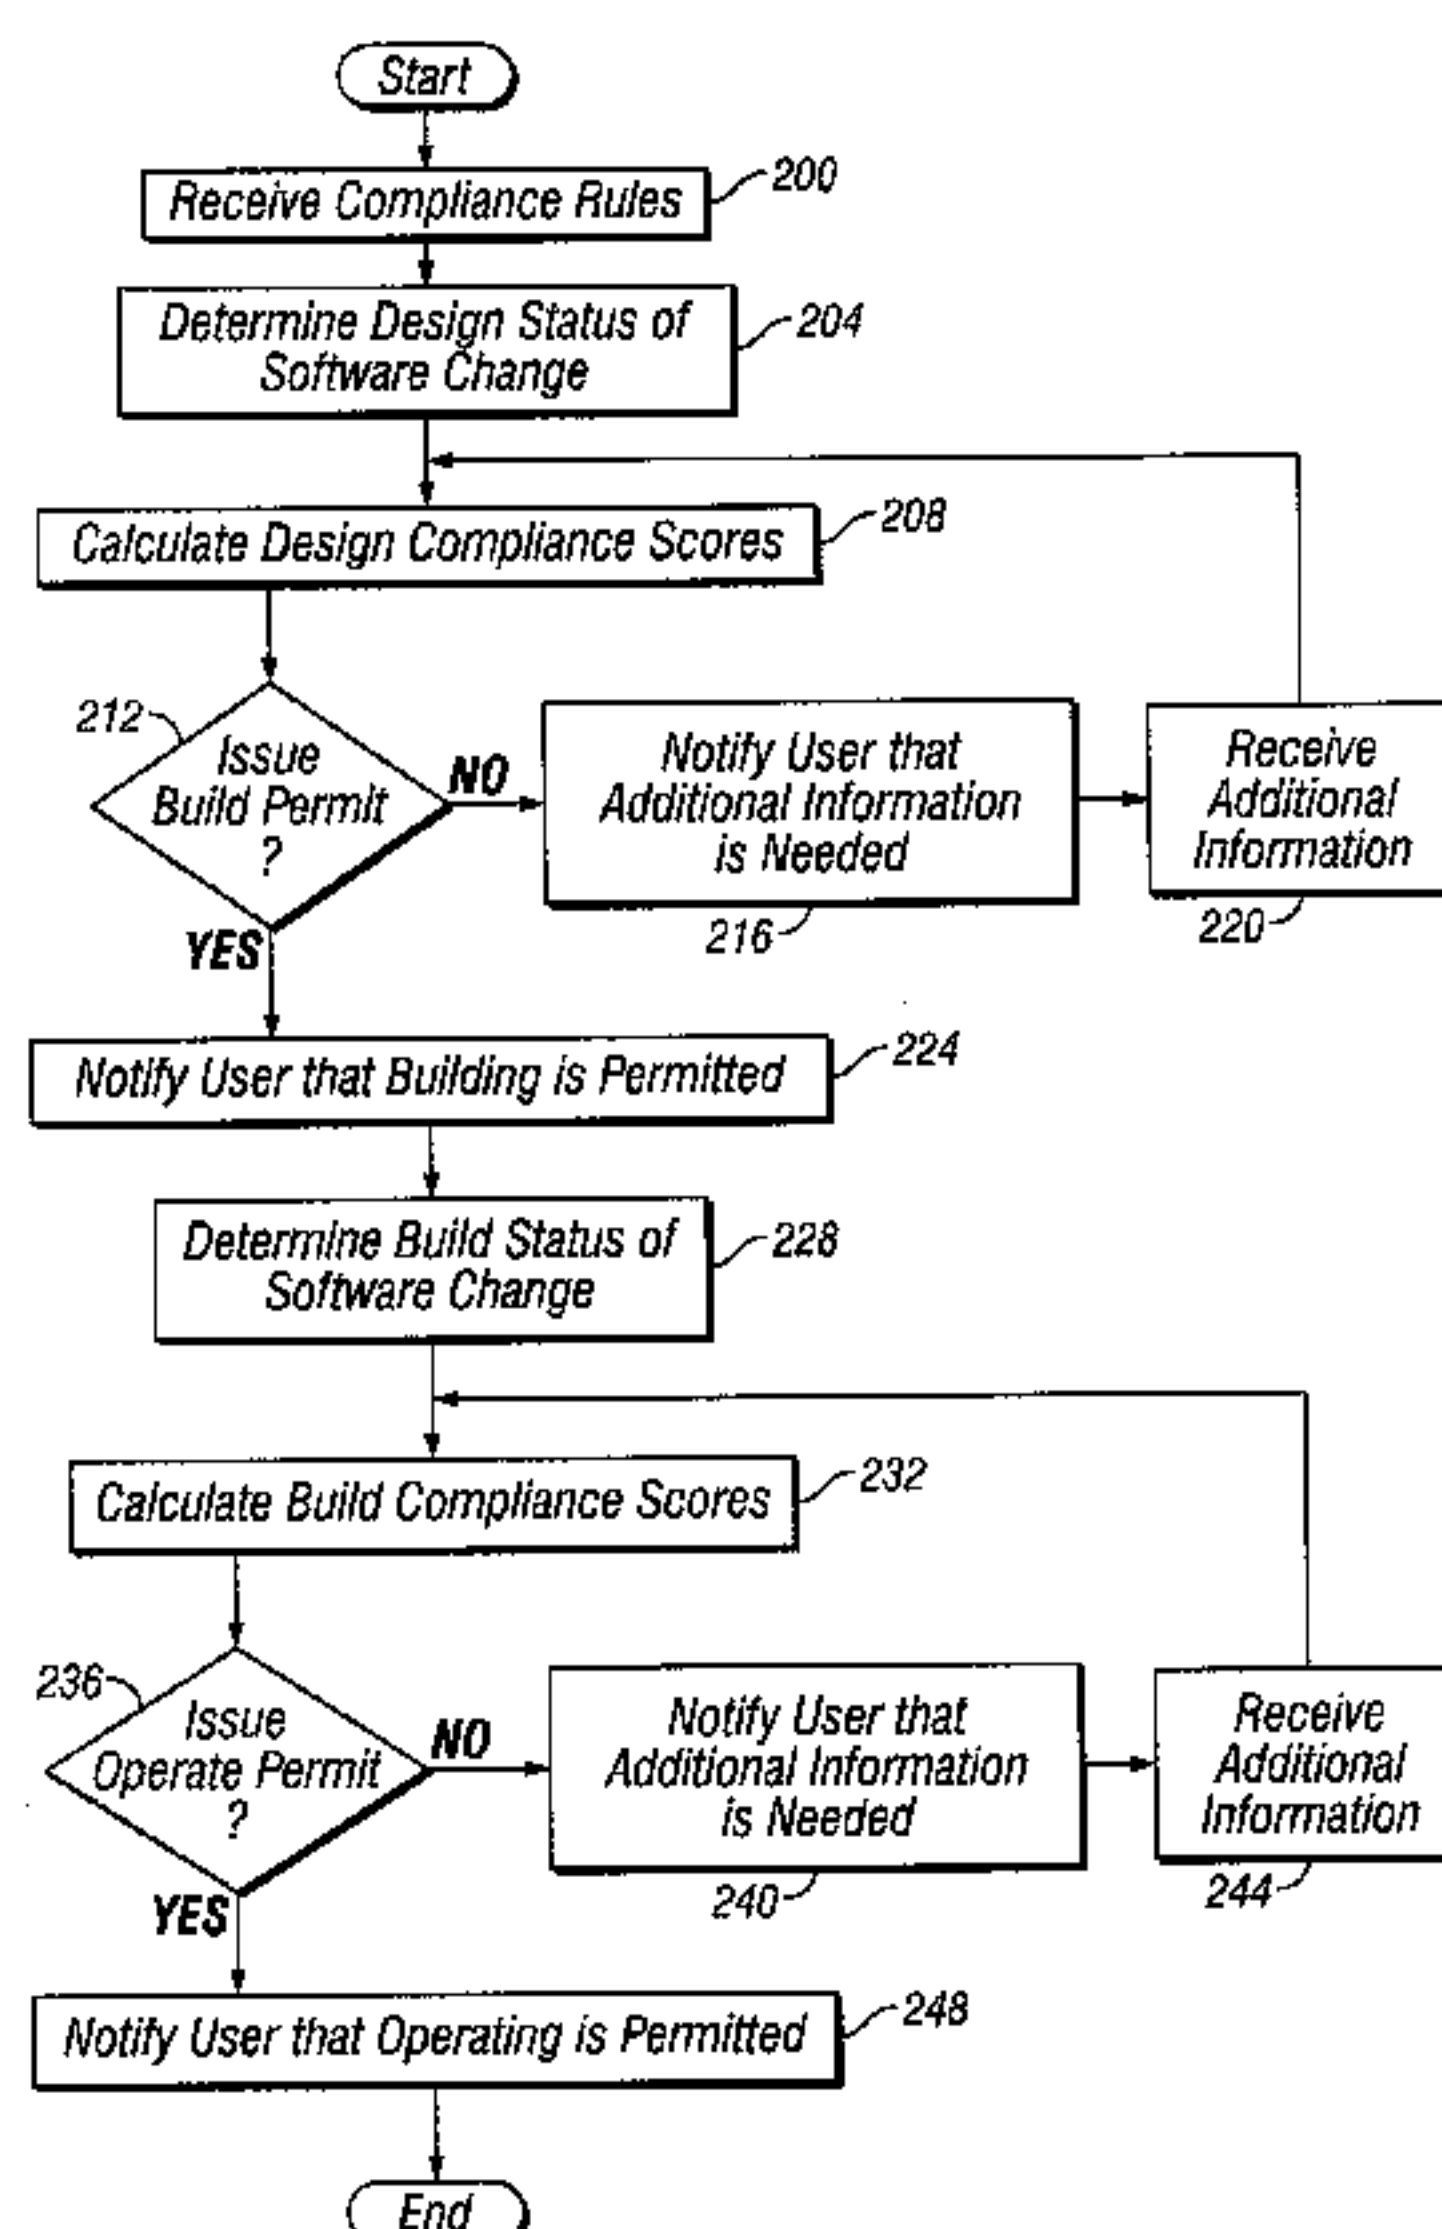 Start
Receive Compliance Rules
200
Determine Design Status of
Software Change
204
Calculate Design Compliance Scores
208
212
Issue
Build Permit
?
NO
YES
Notify User that
Additional Information
is Needed
216
Receive
Additional
Information
220
Notify User that Building is Permitted
224
Determine Build Status of
Software Change
228
Calculate Build Compliance Scores
232
236
Issue
Operate Permit
?
NO
YES
Notify User that
Additional Information
is Needed
240
Receive
Additional
Information
244
Notify User that Operating is Permitted
248
End